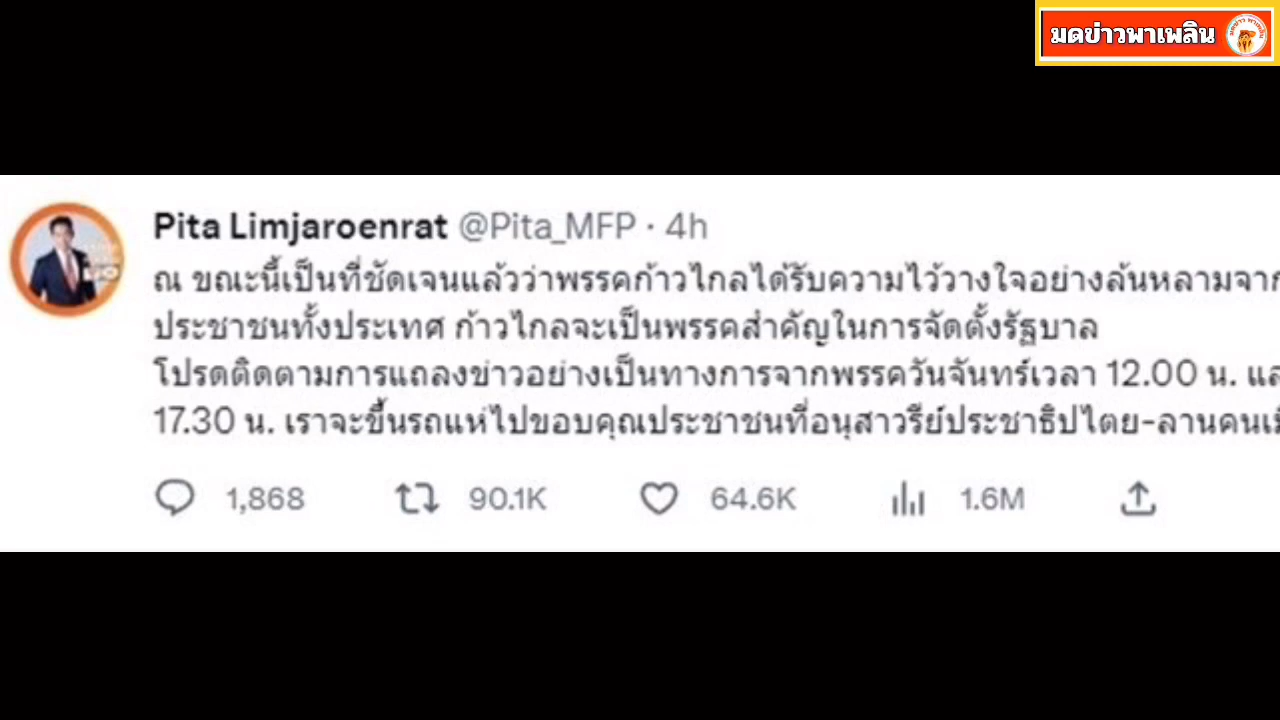 มดข่าวพาเพลิน
Pita Limjaroenrat @Pita_MFP · 4h
ณ ขณะนี้เป็นที่ชัดเจนแล้วว่าพรรคก้าวไกลได้รับความไว้วางใจอย่างล้นหลามจาก
ประชาชนทั้งประเทศ ก้าวไกลจะเป็นพรรคสำคัญในการจัดตั้งรัฐบาล
โปรดติดตามการแถลงข่าวอย่างเป็นทางการจากพรรควันจันทร์เวลา 12.00 น.
17.30 น. เราจะขึ้นรถแห่ไปขอบคุณประชาชนที่อนุสาวรีย์ประชาธิปไตย-ลานคน
1,868 90.1K 64.6K 1.6M